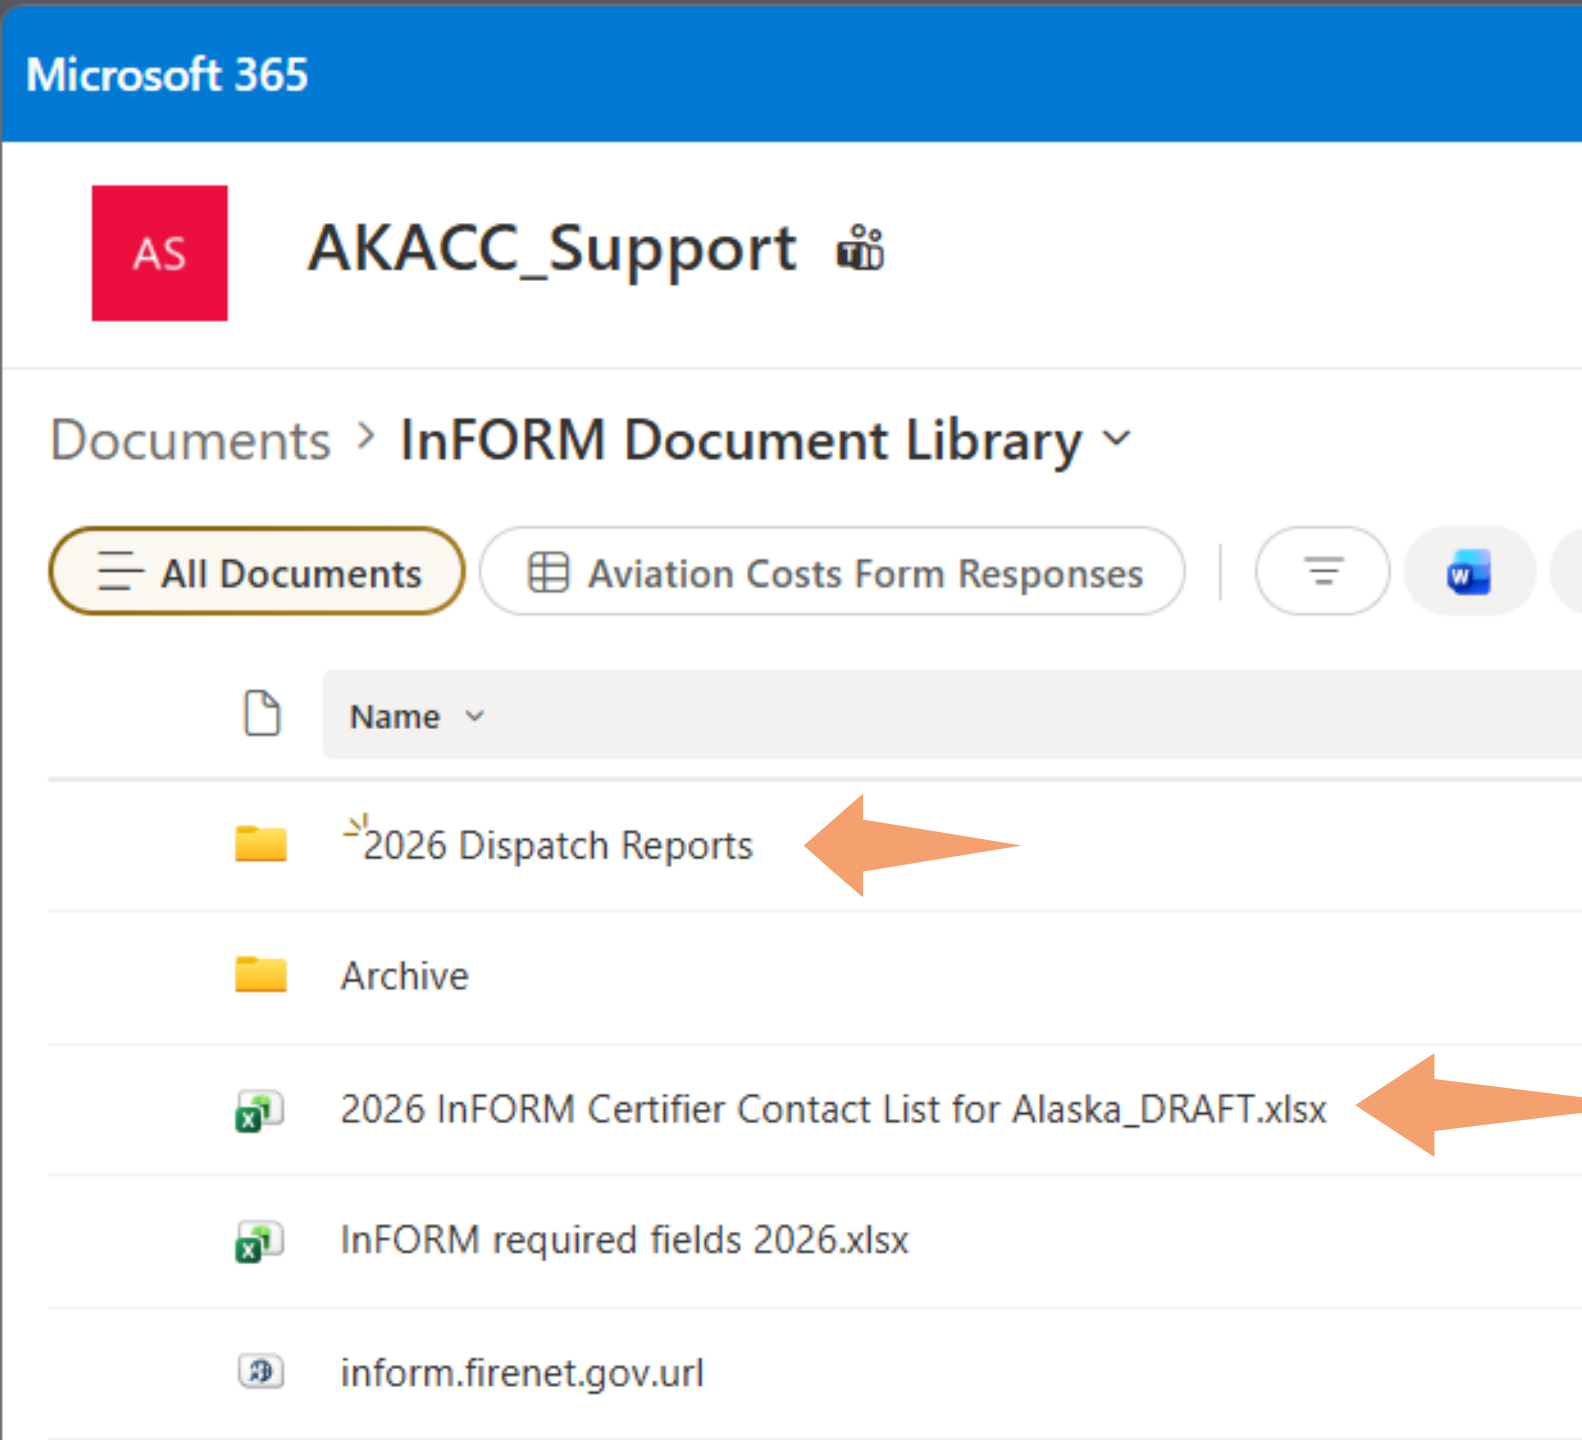 Microsoft 365
AS
AKACC_Support
Documents > InFORM Document Library
All Documents
Aviation Costs Form Responses
W
Name
2026 Dispatch Reports
Archive
2026 InFORM Certifier Contact List for Alaska_DRAFT.xlsx
InFORM required fields 2026.xlsx
inform.firenet.gov.url